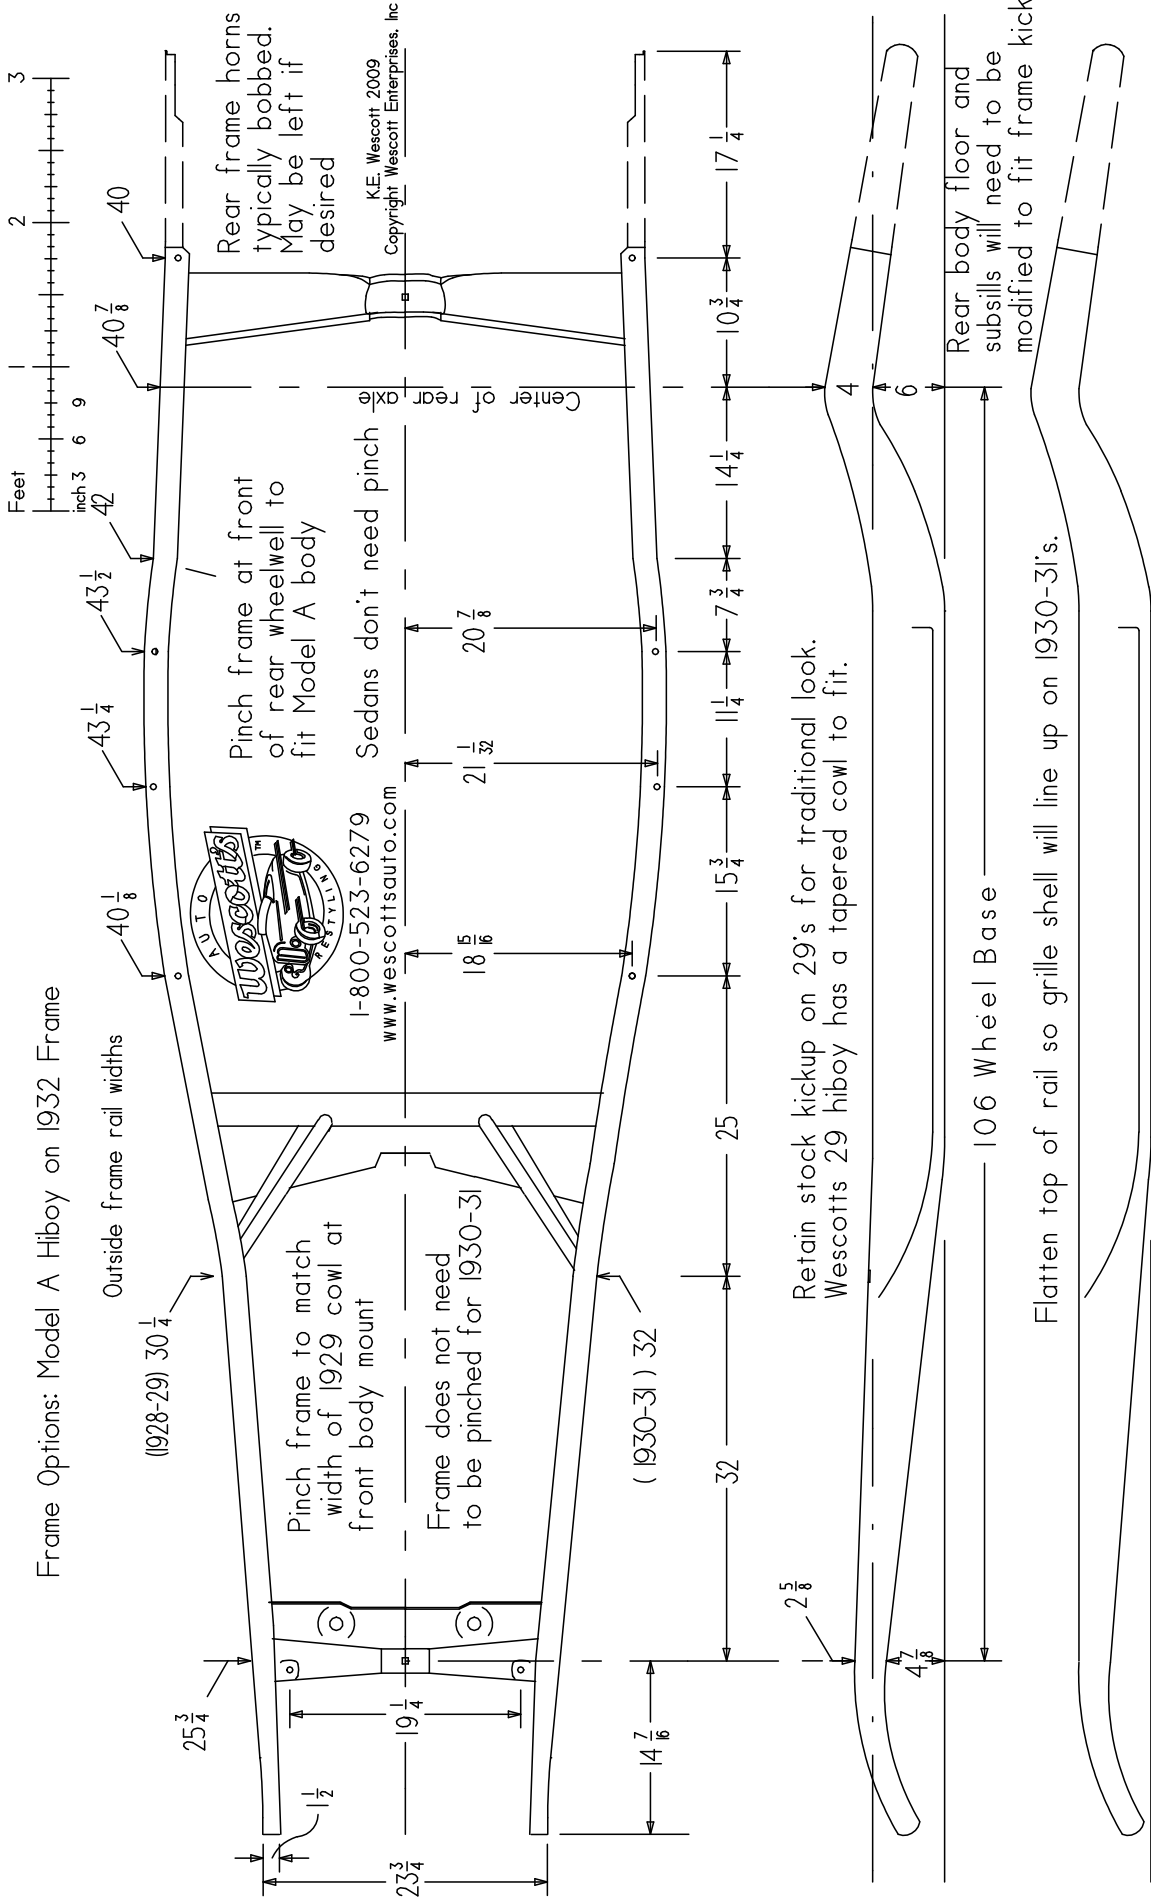 Frame Options: Model A Hiboy on 1932 Frame
Outside frame rail widths
Feet
1
2
3
inch 3
6
9
(1928-29) 30 1/4
40 1/8
43 1/4
43 1/2
42
40 7/8
40
25 3/4
1 1/2
23 3/4
19 1/4
Pinch frame to match
width of 1929 cowl at
front body mount
Frame does not need
to be pinched for 1930-31
(1930-31) 32
AUTO
Wescott's
TM
RESTYLING
1-800-523-6279
www.wescottsauto.com
Pinch frame at front
of rear wheelwell to
fit Model A body
Sedans don't need pinch
Center of rear axle
Rear frame horns
typically bobbed.
May be left if
desired
K.E. Wescott 2009
Copyright Wescott Enterprises, Inc
18 15/16
21 1/32
20 7/8
14 7/16
32
25
15 3/4
11 1/4
7 3/4
14 1/4
10 3/4
17 1/4
2 5/8
4 7/8
Retain stock kickup on 29's for traditional look.
Wescotts 29 hiboy has a tapered cowl to fit.
4
6
106 Wheel Base
Rear body floor and
subsills will need to be
modified to fit frame kick
Flatten top of rail so grille shell will line up on 1930-31's.